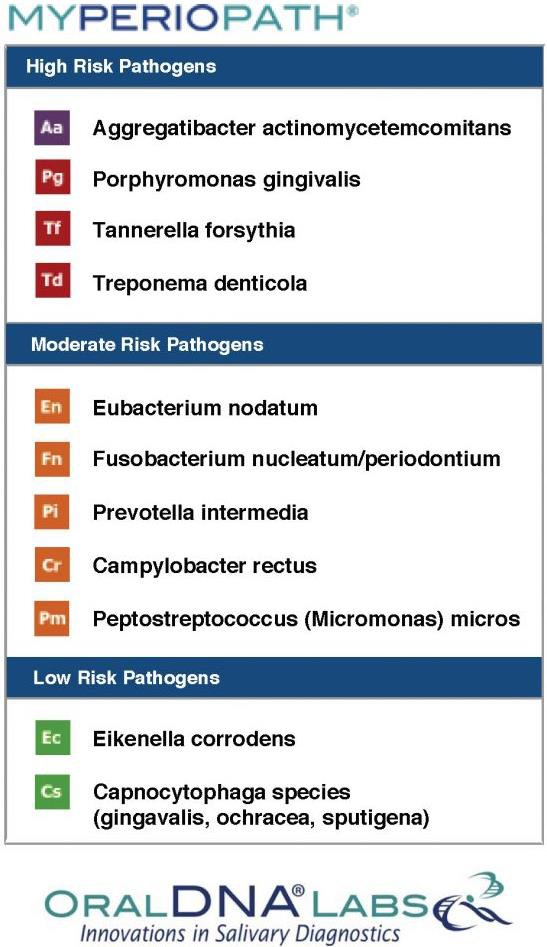 MYPERIOPATH®
High Risk Pathogens
Aa Aggregatibacter actinomycetemcomitans
Pg Porphyromonas gingivalis
Tf Tannerella forsythia
Td Treponema denticola
Moderate Risk Pathogens
En Eubacterium nodatum
Fn Fusobacterium nucleatum/periodontium
Pi Prevotella intermedia
Cr Campylobacter rectus
Pm Peptostreptococcus (Micromonas) micros
Low Risk Pathogens
Ec Eikenella corrodens
Cs Capnocytophaga species
(gingavalis, ochracea, sputigena)
ORALDNA® LABS
Innovations in Salivary Diagnostics